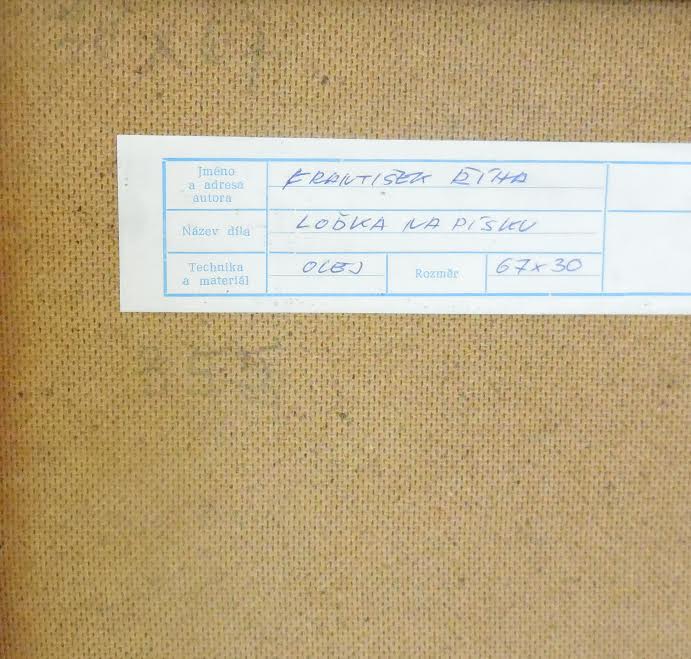 Jméno
a adresa
autora
FRANTIŠEK ŘÍHA
Název díla
LOĎKA NA PÍSKU
Technika
a materiál
OLEJ
Rozměr
67x30